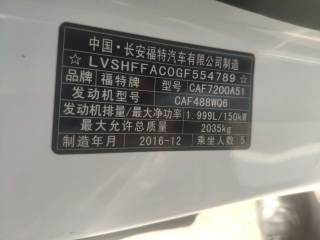 中国·长安福特汽车有限公司制造
☆LVSHFFAC0GF554789☆
品牌 福特牌 型号 CAF7200A51
发动机型号 CAF488WQ6
发动机排量/最大净功率 1.999L/150kW
最大允许总质量 2035kg
制造年月 2016-12 乘坐人数 5